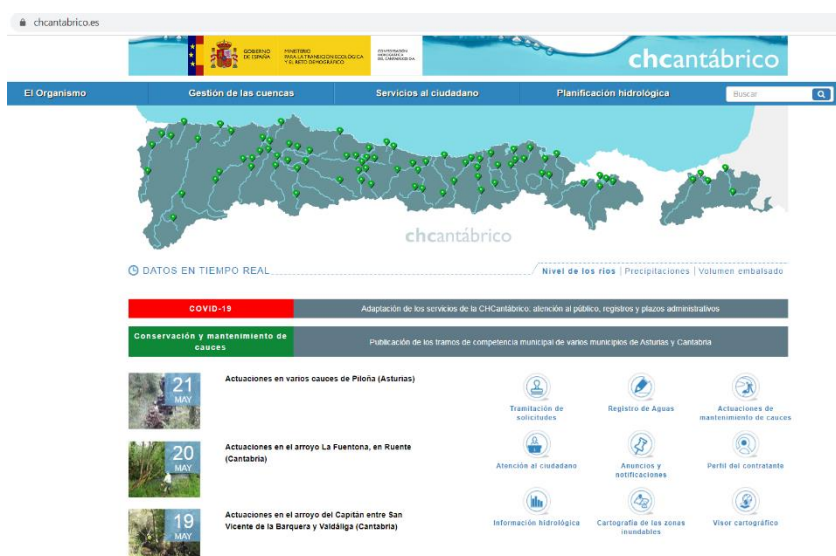 chcantabrico.es
GOBIERNO DE ESPAÑA
MINISTERIO PARA LA TRANSICIÓN ECOLÓGICA Y EL RETO DEMOGRÁFICO
chcantábrico
El Organismo
Gestión de las cuencas
Servicios al ciudadano
Planificación hidrológica
Buscar
chcantábrico
DATOS EN TIEMPO REAL
Nivel de los ríos | Precipitaciones | Volumen embalsado
COVID-19
Adaptación de los servicios de la CHCantábrico: atención al público, registros y plazos administrativos
Conservación y mantenimiento de
cauces
Publicación de los tramos de competencia municipal de varios municipios de Asturias y Cantabria
21
MAY
Actuaciones en varios cauces de Piloña (Asturias)
Tramitación de
solicitudes
Registro de Aguas
Actuaciones de
mantenimiento de cauces
20
MAY
Actuaciones en el arroyo La Fuentona, en Ruente
(Cantabria)
Atención al ciudadano
Anuncios y
notificaciones
Perfil del contratante
19
MAY
Actuaciones en el arroyo del Capitán entre San
Vicente de la Barquera y Valdáliga (Cantabria)
Información hidrológica
Cartografía de las zonas
inundables
Visor cartográfico